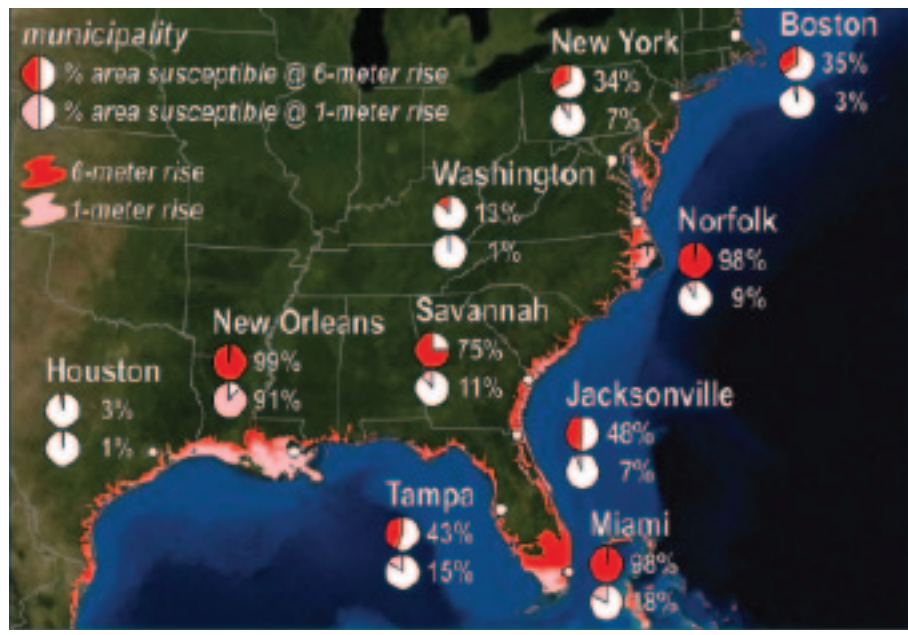 municipality
% area susceptible @ 6-meter rise
% area susceptible @ 1-meter rise
6-meter rise
1-meter rise
New York
34%
7%
Boston
35%
3%
Washington
13%
1%
Norfolk
98%
9%
New Orleans
99%
91%
Savannah
75%
11%
Houston
3%
1%
Jacksonville
48%
7%
Tampa
43%
15%
Miami
98%
18%